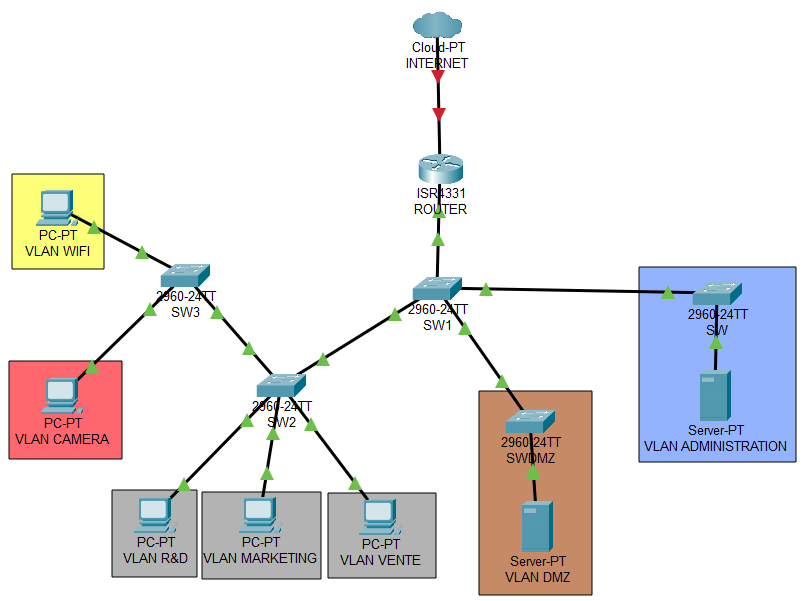 Cloud-PT
INTERNET
ISR4331
ROUTER
PC-PT
VLAN WIFI
2960-24TT
SW3
2960-24TT
SW1
2960-24TT
SW
Server-PT
VLAN ADMINISTRATION
PC-PT
VLAN CAMERA
2960-24TT
SW2
2960-24TT
SWDMZ
PC-PT
VLAN R&D
PC-PT
VLAN MARKETING
PC-PT
VLAN VENTE
Server-PT
VLAN DMZ